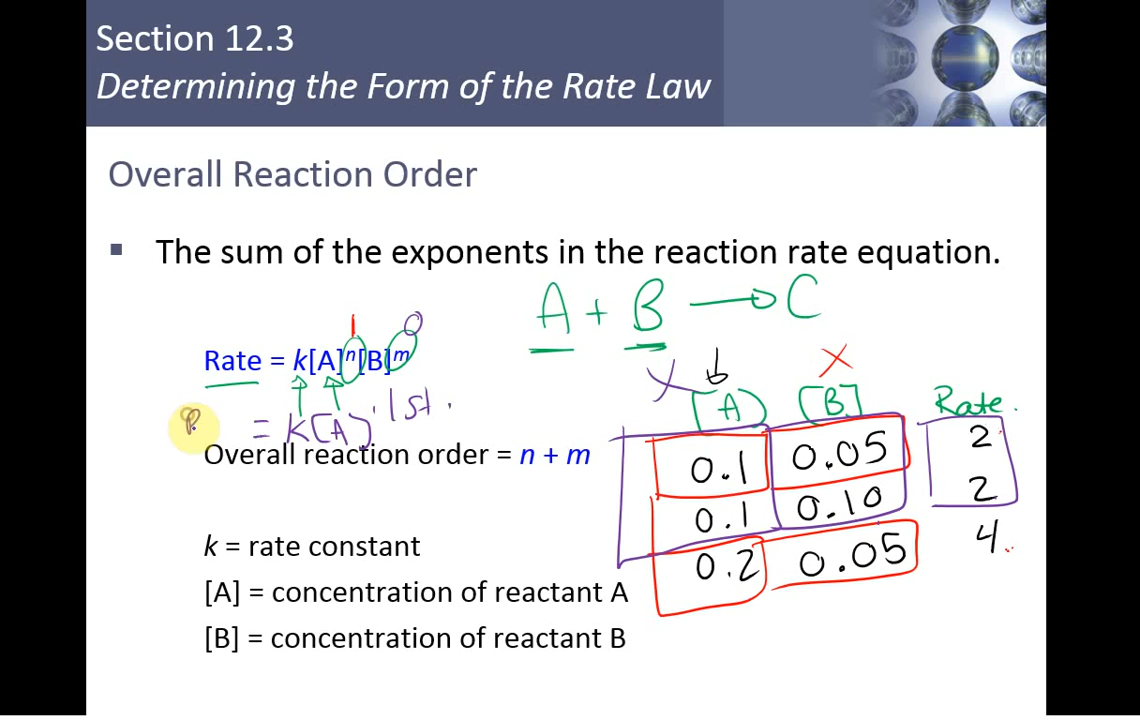 Section 12.3
Determining the Form of the Rate Law
Overall Reaction Order
▪ The sum of the exponents in the reaction rate equation.
A + B → C
1 0
Rate = k[A]ⁿ[B]ᵐ
X ↓ X
[A] [B] Rate.
= k[A]¹ 1st.
0.1 0.05 2
Overall reaction order = n + m
0.1 0.10 2
0.2 0.05 4
k = rate constant
[A] = concentration of reactant A
[B] = concentration of reactant B